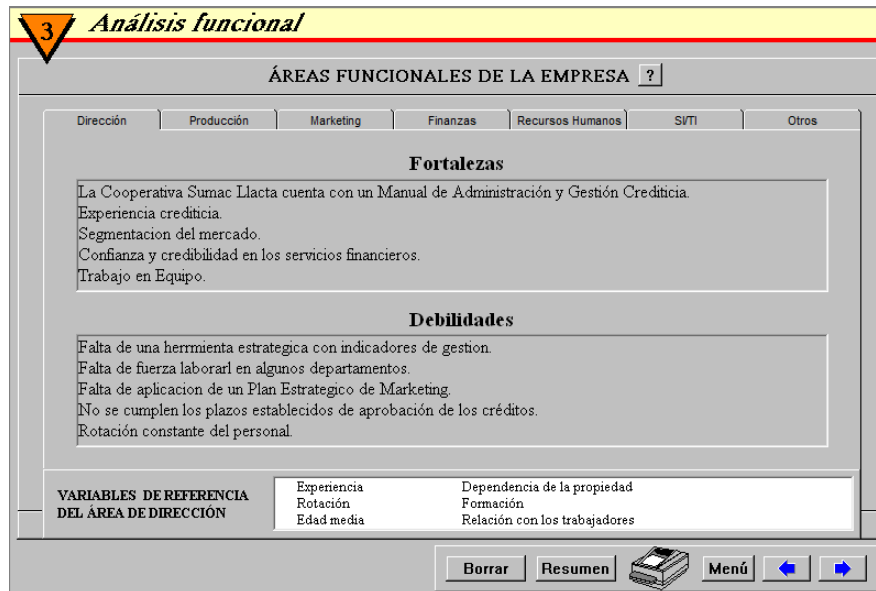 3 Análisis funcional
ÁREAS FUNCIONALES DE LA EMPRESA ?
Dirección Producción Marketing Finanzas Recursos Humanos SI/TI Otros
Fortalezas
La Cooperativa Sumac Llacta cuenta con un Manual de Administración y Gestión Crediticia.
Experiencia crediticia.
Segmentacion del mercado.
Confianza y credibilidad en los servicios financieros.
Trabajo en Equipo.
Debilidades
Falta de una herrmienta estrategica con indicadores de gestion.
Falta de fuerza laborarl en algunos departamentos.
Falta de aplicacion de un Plan Estrategico de Marketing.
No se cumplen los plazos establecidos de aprobación de los créditos.
Rotación constante del personal.
VARIABLES DE REFERENCIA
DEL ÁREA DE DIRECCIÓN
Experiencia Dependencia de la propiedad
Rotación Formación
Edad media Relación con los trabajadores
Borrar Resumen Menú